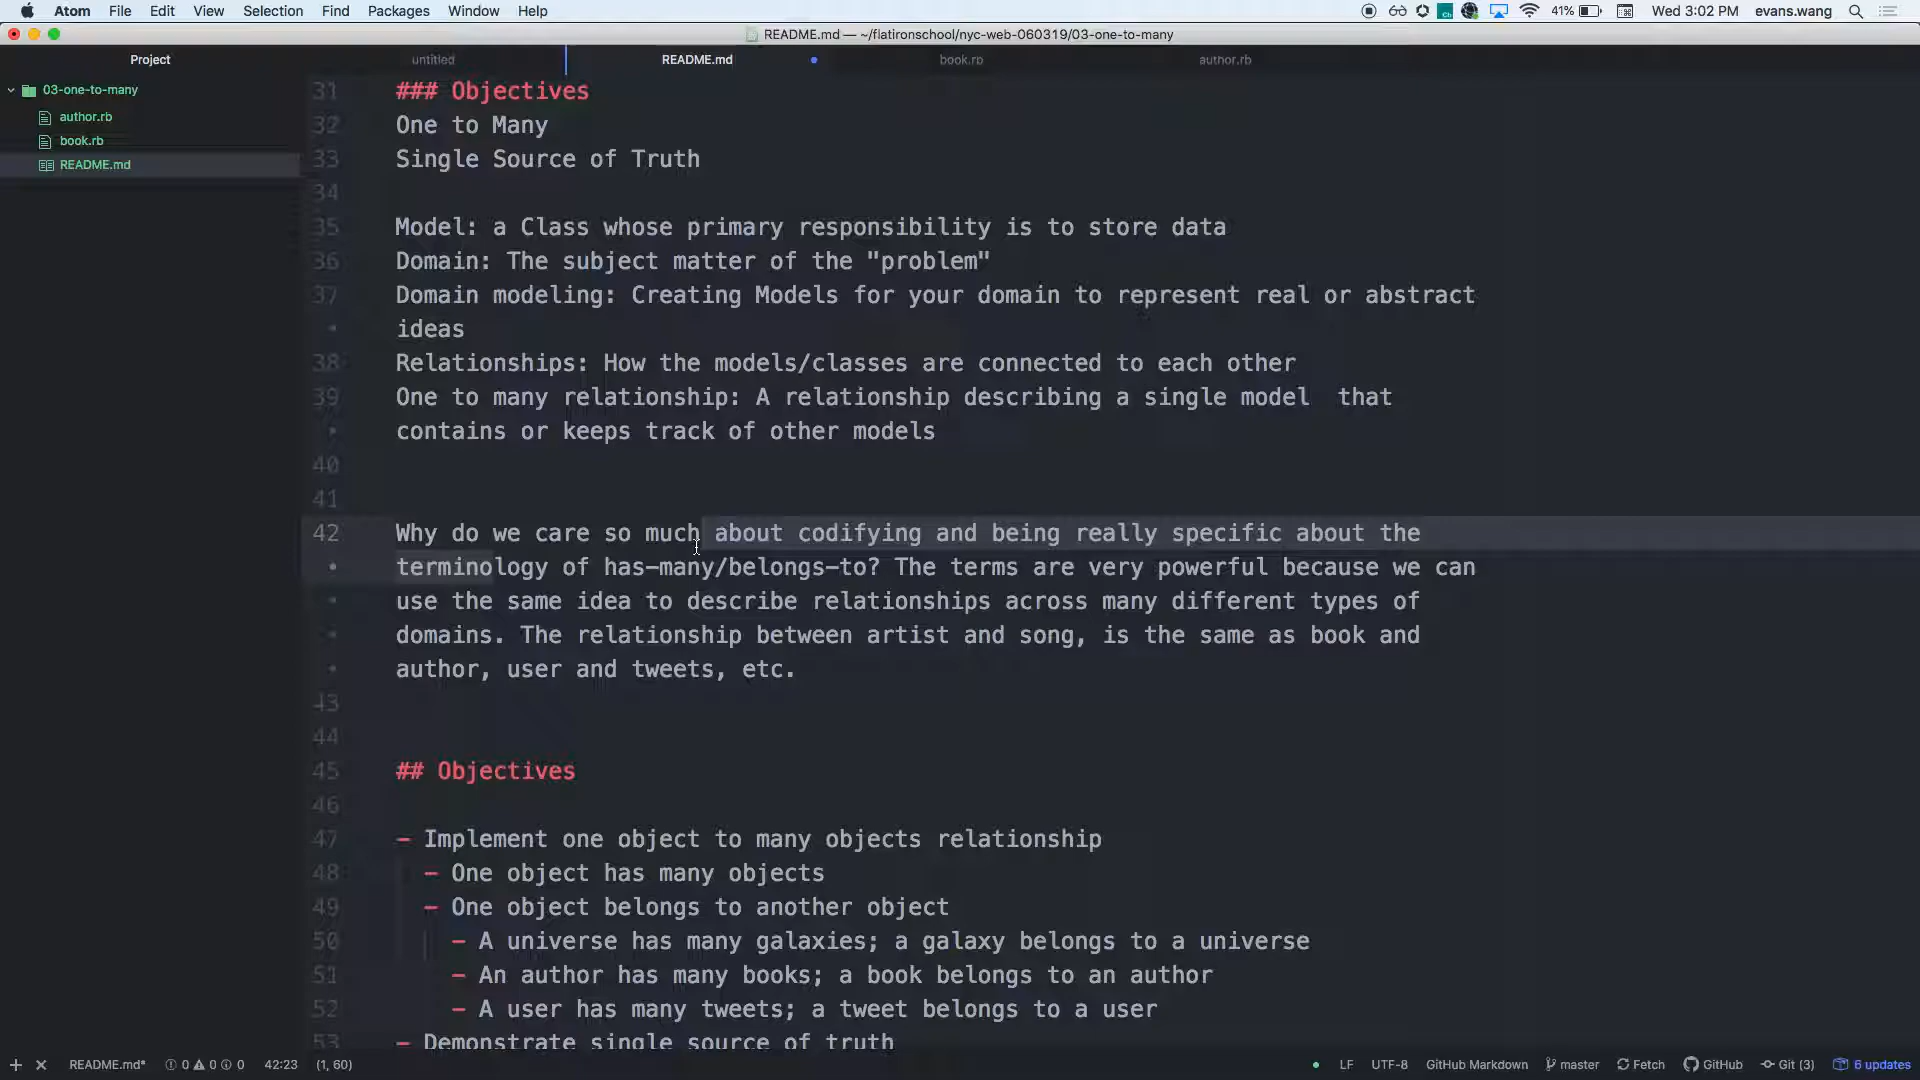 Atom File Edit View Selection Find Packages Window Help 41% Wed 3:02 PM evans.wang
README.md — ~/flatironschool/nyc-web-060319/03-one-to-many
Project untitled README.md book.rb author.rb
03-one-to-many
author.rb
book.rb
README.md
31 ### Objectives
32 One to Many
33 Single Source of Truth
34
35 Model: a Class whose primary responsibility is to store data
36 Domain: The subject matter of the "problem"
37 Domain modeling: Creating Models for your domain to represent real or abstract
• ideas
38 Relationships: How the models/classes are connected to each other
39 One to many relationship: A relationship describing a single model  that
• contains or keeps track of other models
40
41
42 Why do we care so much about codifying and being really specific about the
• terminology of has-many/belongs-to? The terms are very powerful because we can
• use the same idea to describe relationships across many different types of
• domains. The relationship between artist and song, is the same as book and
• author, user and tweets, etc.
43
44
45 ## Objectives
46
47 - Implement one object to many objects relationship
48 - One object has many objects
49 - One object belongs to another object
50 - A universe has many galaxies; a galaxy belongs to a universe
51 - An author has many books; a book belongs to an author
52 - A user has many tweets; a tweet belongs to a user
53 - Demonstrate single source of truth
README.md* 0 0 0 42:23 (1, 60) LF UTF-8 GitHub Markdown master Fetch GitHub Git (3) 6 updates